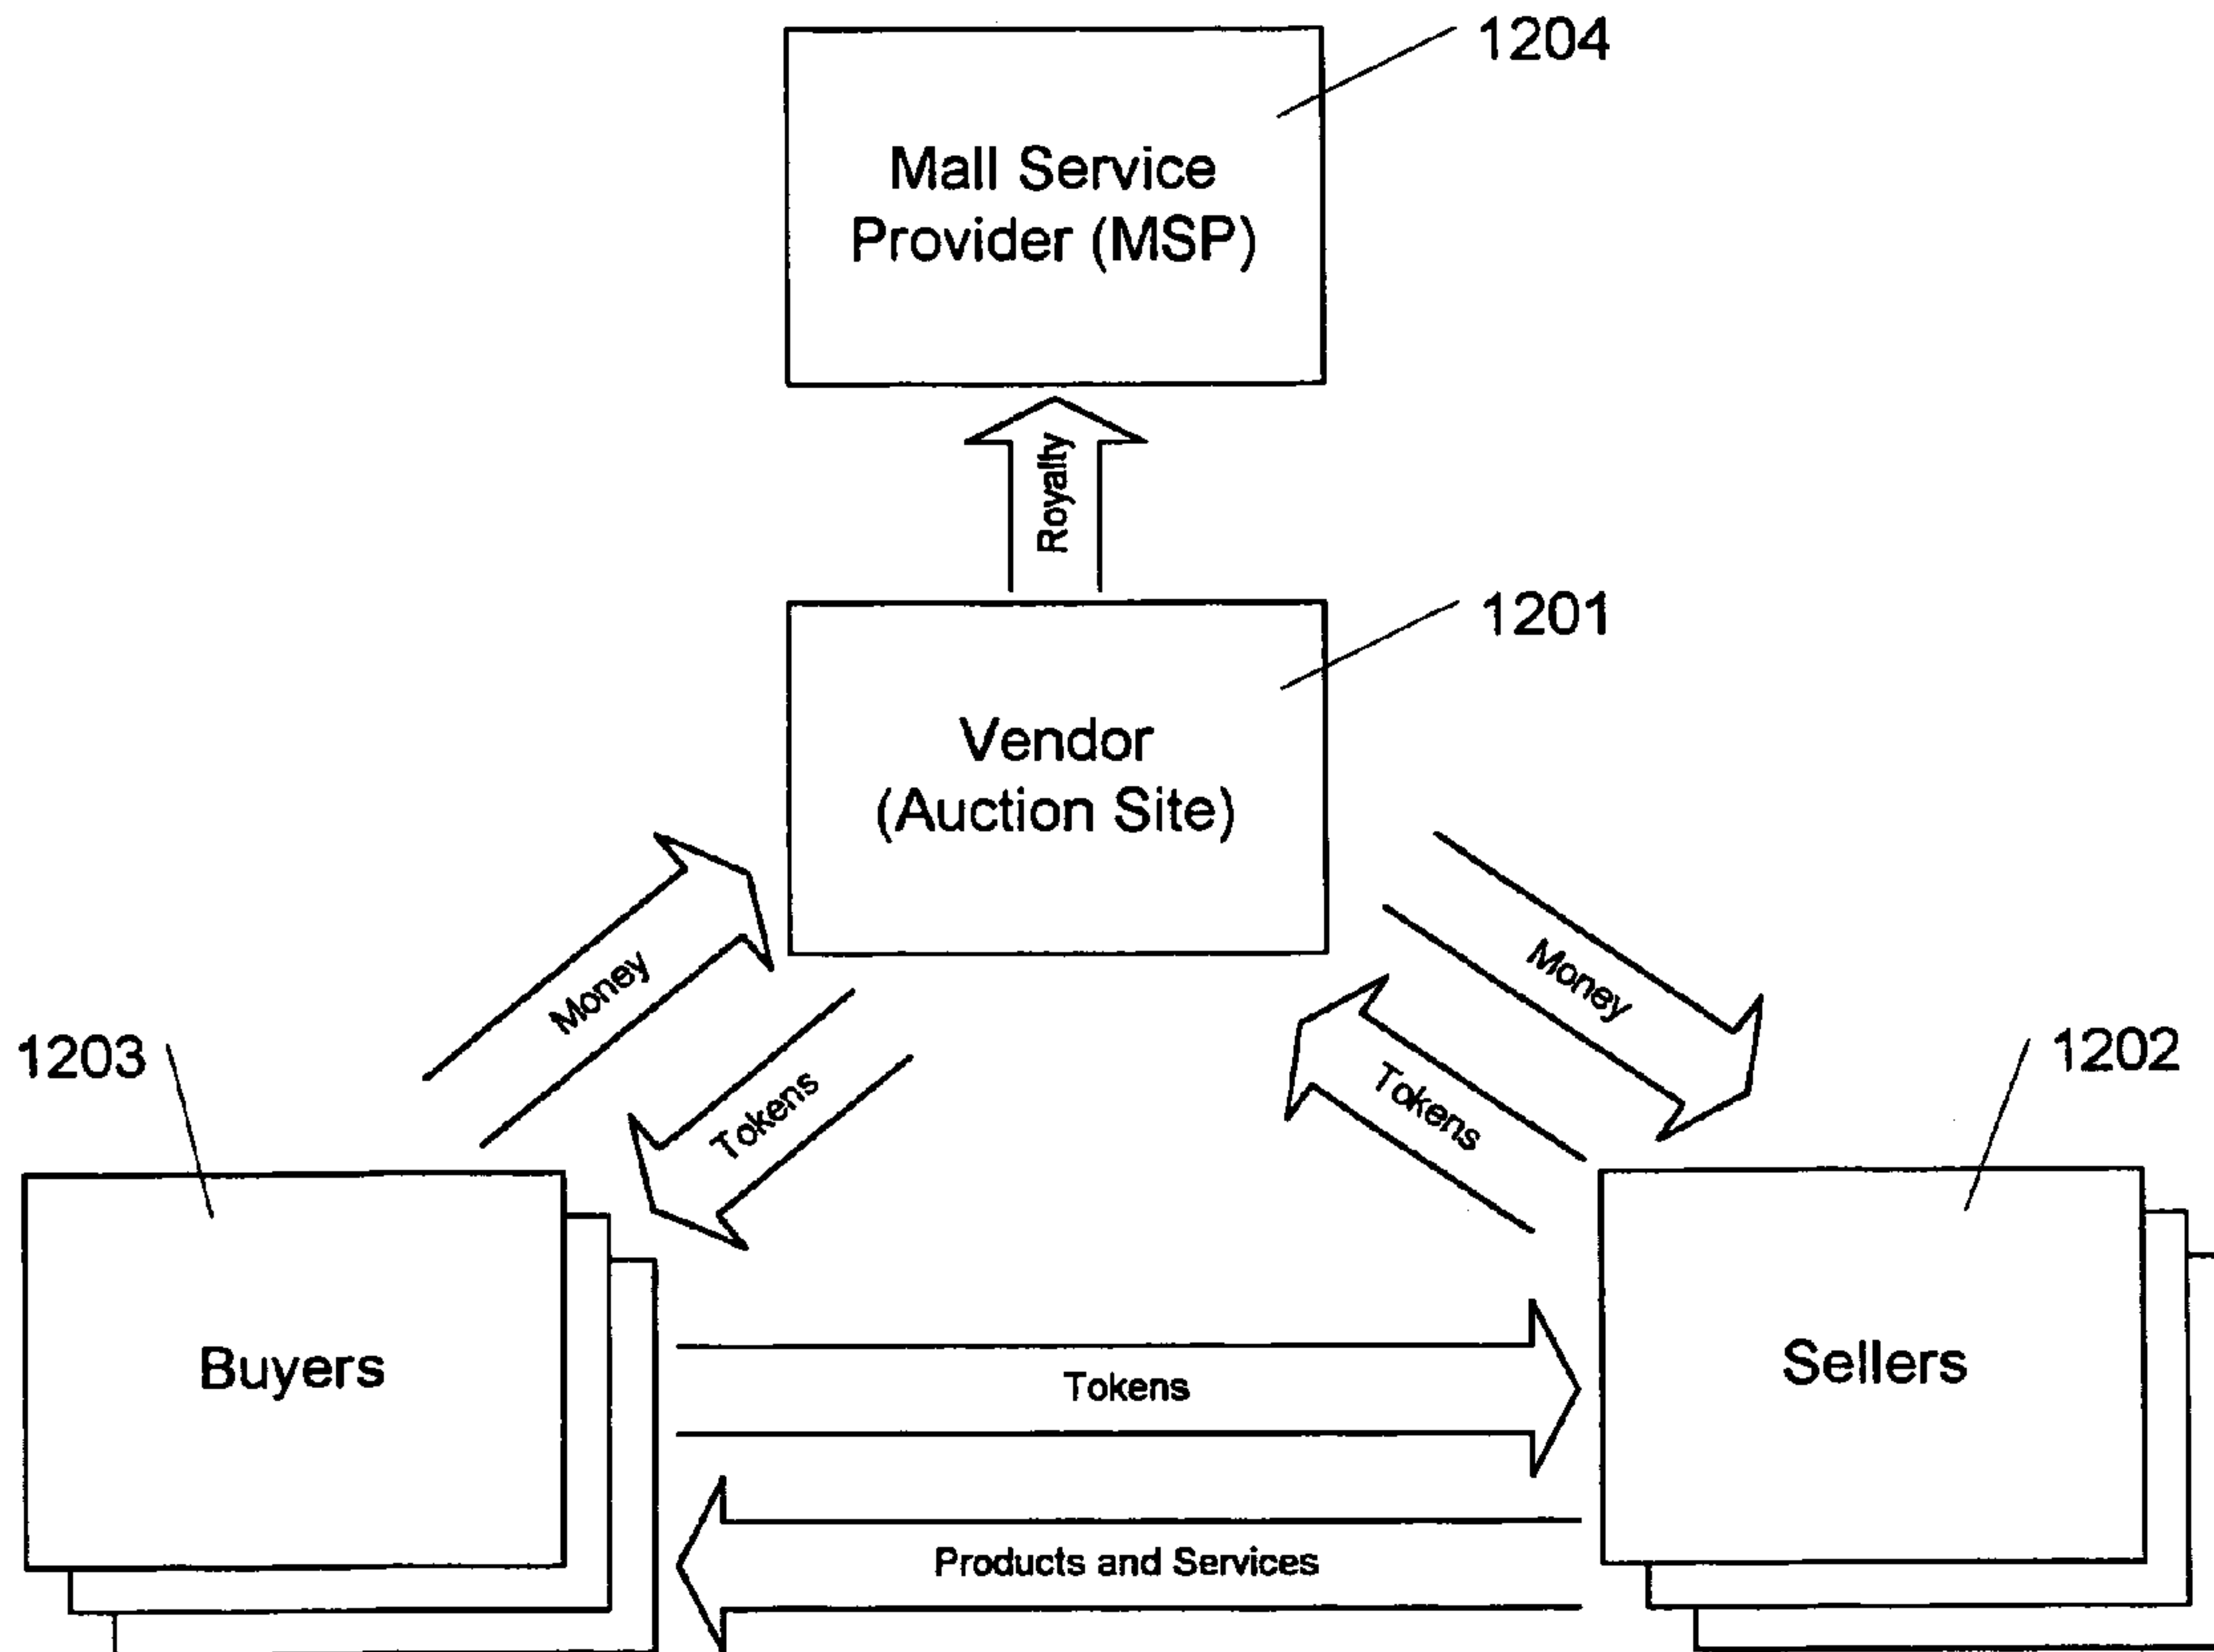 1204
Mall Service
Provider (MSP)
Royalty
1201
Vendor
(Auction Site)
Money
Money
1203
Tokens
Tokens
1202
Buyers
Sellers
Tokens
Products and Services